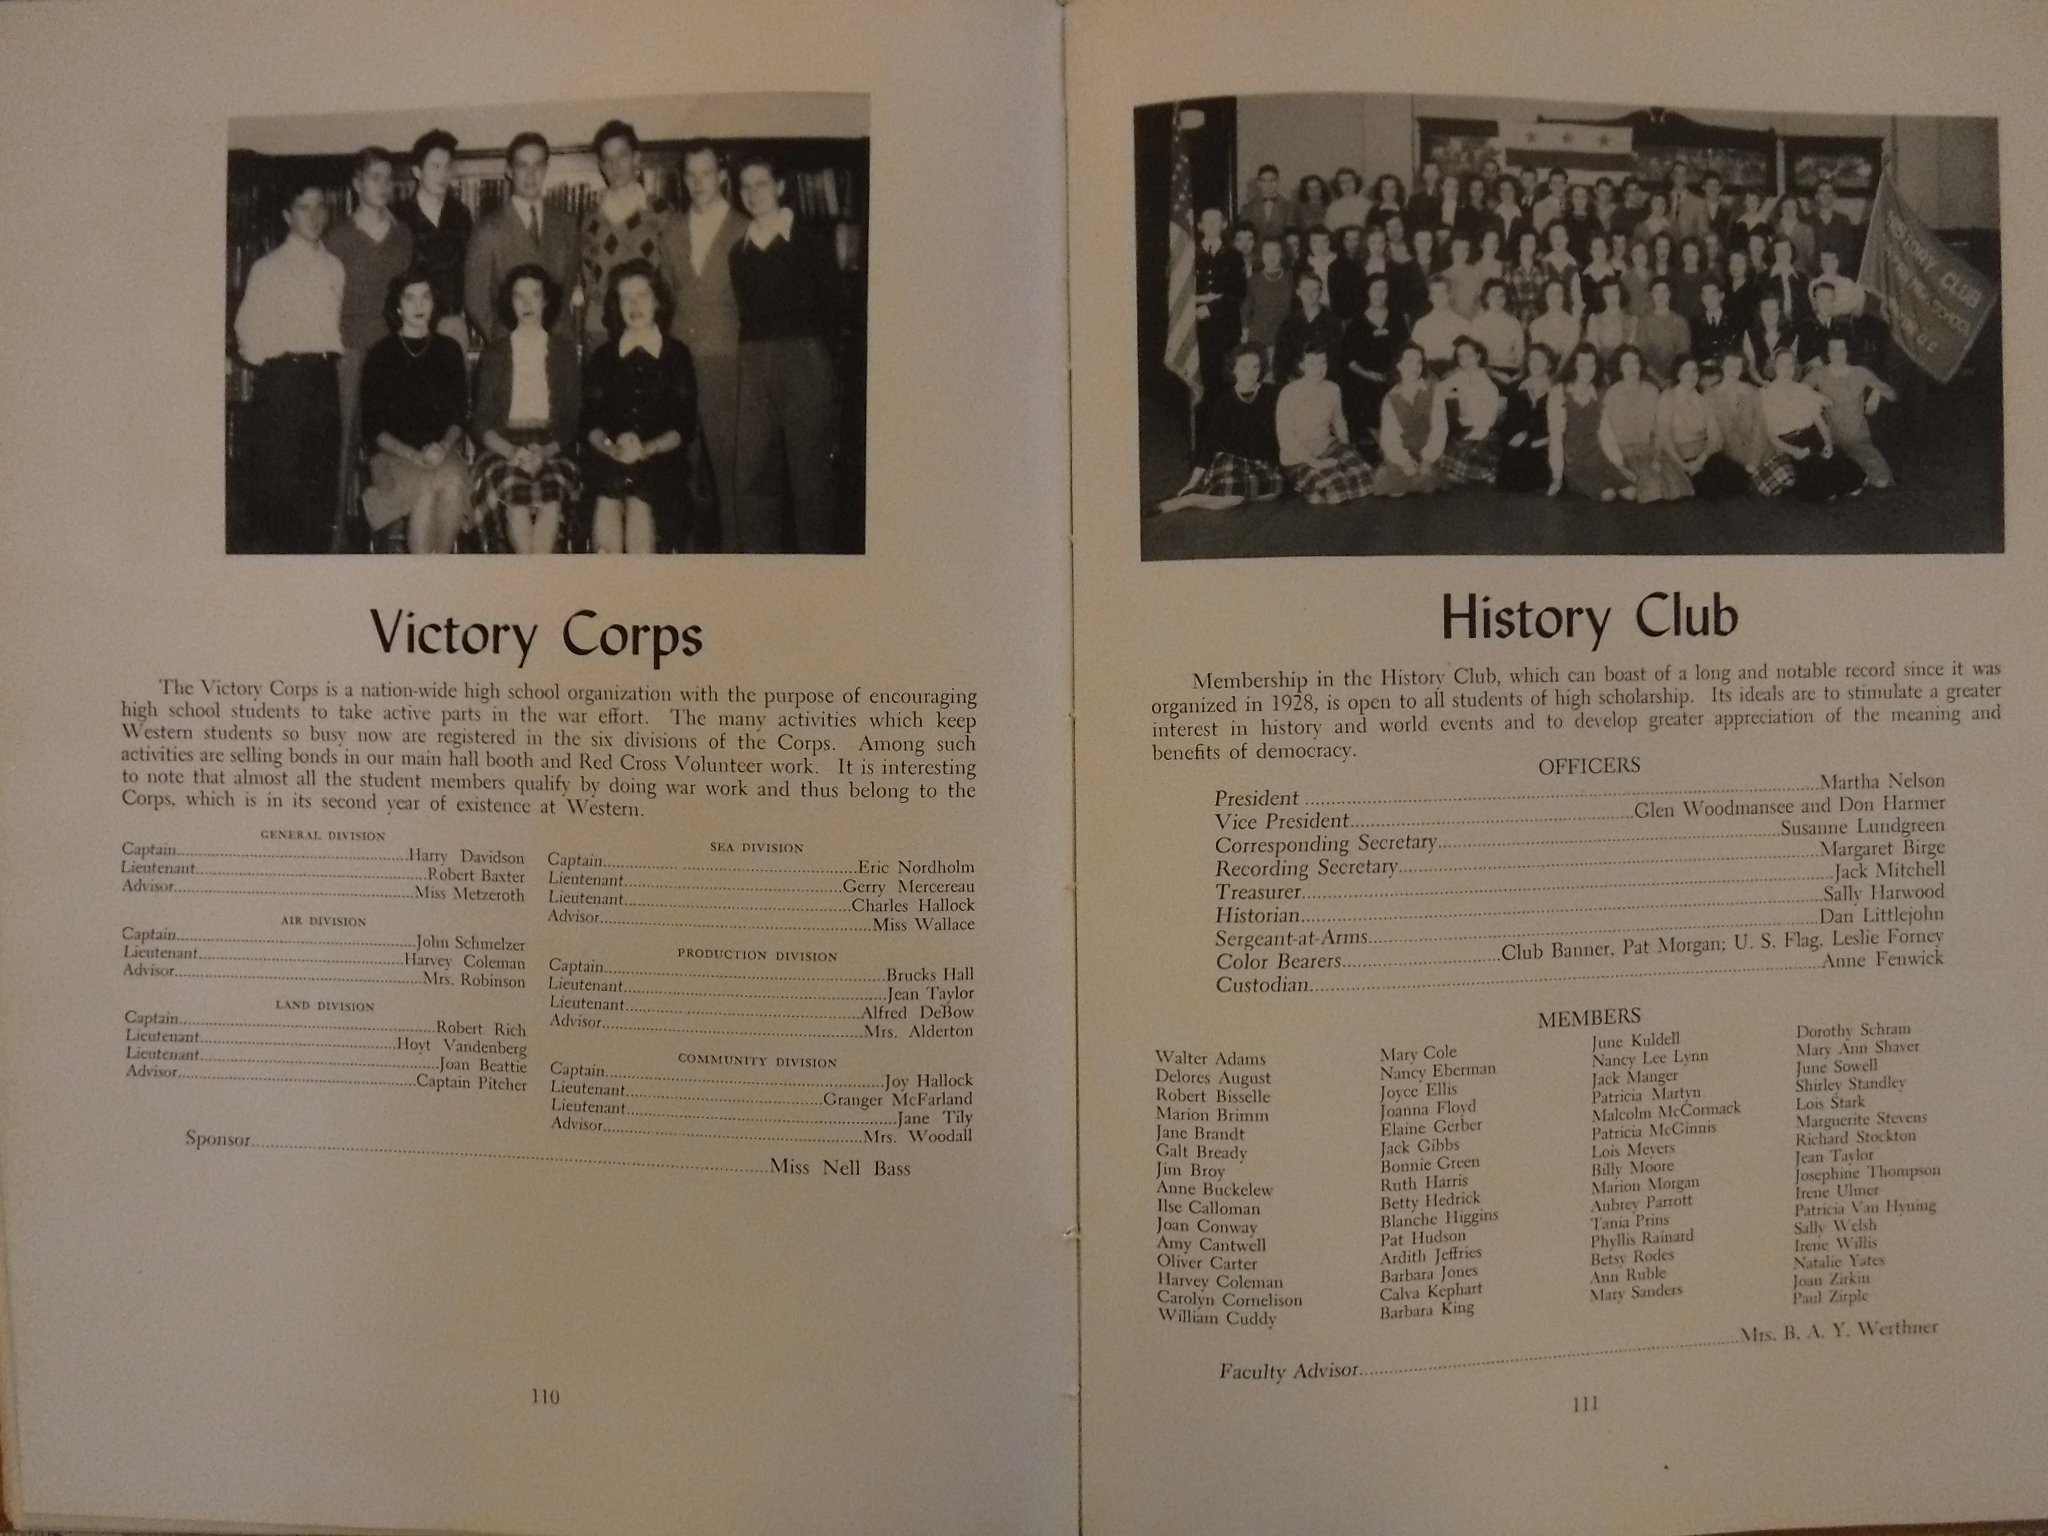 HISTORY CLUB
Victory Corps
The Victory Corps is a nation-wide high school organization with the purpose of encouraging
high school students to take active parts in the war effort. The many activities which keep
Western students so busy now are registered in the six divisions of the Corps. Among such
activities are selling bonds in our main hall booth and Red Cross Volunteer work. It is interesting
to note that almost all the student members qualify by doing war work and thus belong to the
Corps, which is in its second year of existence at Western.
GENERAL DIVISION
Captain.....Harry Davidson
Lieutenant.....Robert Baxter
Advisor.....Miss Metzeroth
AIR DIVISION
Captain.....John Schmelzer
Lieutenant.....Harvey Coleman
Advisor.....Mrs. Robinson
LAND DIVISION
Captain.....Robert Rich
Lieutenant.....Hoyt Vandenberg
Lieutenant.....Joan Beattie
Advisor.....Captain Pitcher
SEA DIVISION
Captain.....Eric Nordholm
Lieutenant.....Gerry Mercereau
Lieutenant.....Charles Hallock
Advisor.....Miss Wallace
PRODUCTION DIVISION
Captain.....Brucks Hall
Lieutenant.....Jean Taylor
Lieutenant.....Alfred DeBow
Advisor.....Mrs. Alderton
COMMUNITY DIVISION
Captain.....Joy Hallock
Lieutenant.....Granger McFarland
Lieutenant.....Jane Tily
Advisor.....Mrs. Woodall
Sponsor.....Miss Nell Bass
110
History Club
Membership in the History Club, which can boast of a long and notable record since it was
organized in 1928, is open to all students of high scholarship. Its ideals are to stimulate a greater
interest in history and world events and to develop greater appreciation of the meaning and
benefits of democracy.
OFFICERS
President.....Martha Nelson
Vice President.....Glen Woodmansee and Don Harmer
Corresponding Secretary.....Susanne Lundgreen
Recording Secretary.....Margaret Birge
Treasurer.....Jack Mitchell
Historian.....Sally Harwood
Sergeant-at-Arms.....Dan Littlejohn
Color Bearers.....Club Banner, Pat Morgan; U. S. Flag, Leslie Forney
Custodian.....Anne Fenwick
MEMBERS
Walter Adams
Delores August
Robert Bisselle
Marion Brimm
Jane Brandt
Galt Bready
Jim Broy
Anne Buckelew
Ilse Calloman
Joan Conway
Amy Cantwell
Oliver Carter
Harvey Coleman
Carolyn Cornelison
William Cuddy
Mary Cole
Nancy Eberman
Joyce Ellis
Joanna Floyd
Elaine Gerber
Jack Gibbs
Bonnie Green
Ruth Harris
Betty Hedrick
Blanche Higgins
Pat Hudson
Ardith Jeffries
Barbara Jones
Calva Kephart
Barbara King
June Kuldell
Nancy Lee Lynn
Jack Manger
Patricia Martyn
Malcolm McCormack
Patricia McGinnis
Lois Meyers
Billy Moore
Marion Morgan
Aubrey Parrott
Tania Prins
Phyllis Rainard
Betsy Rodes
Ann Ruble
Mary Sanders
Dorothy Schram
Mary Ann Shaver
June Sowell
Shirley Standley
Lois Stark
Marguerite Stevens
Richard Stockton
Jean Taylor
Josephine Thompson
Irene Ulmer
Patricia Van Hyning
Sally Welsh
Irene Willis
Natalie Yates
Joan Zirkin
Paul Zirple
Faculty Advisor.....Mrs. B. A. Y. Werthner
111